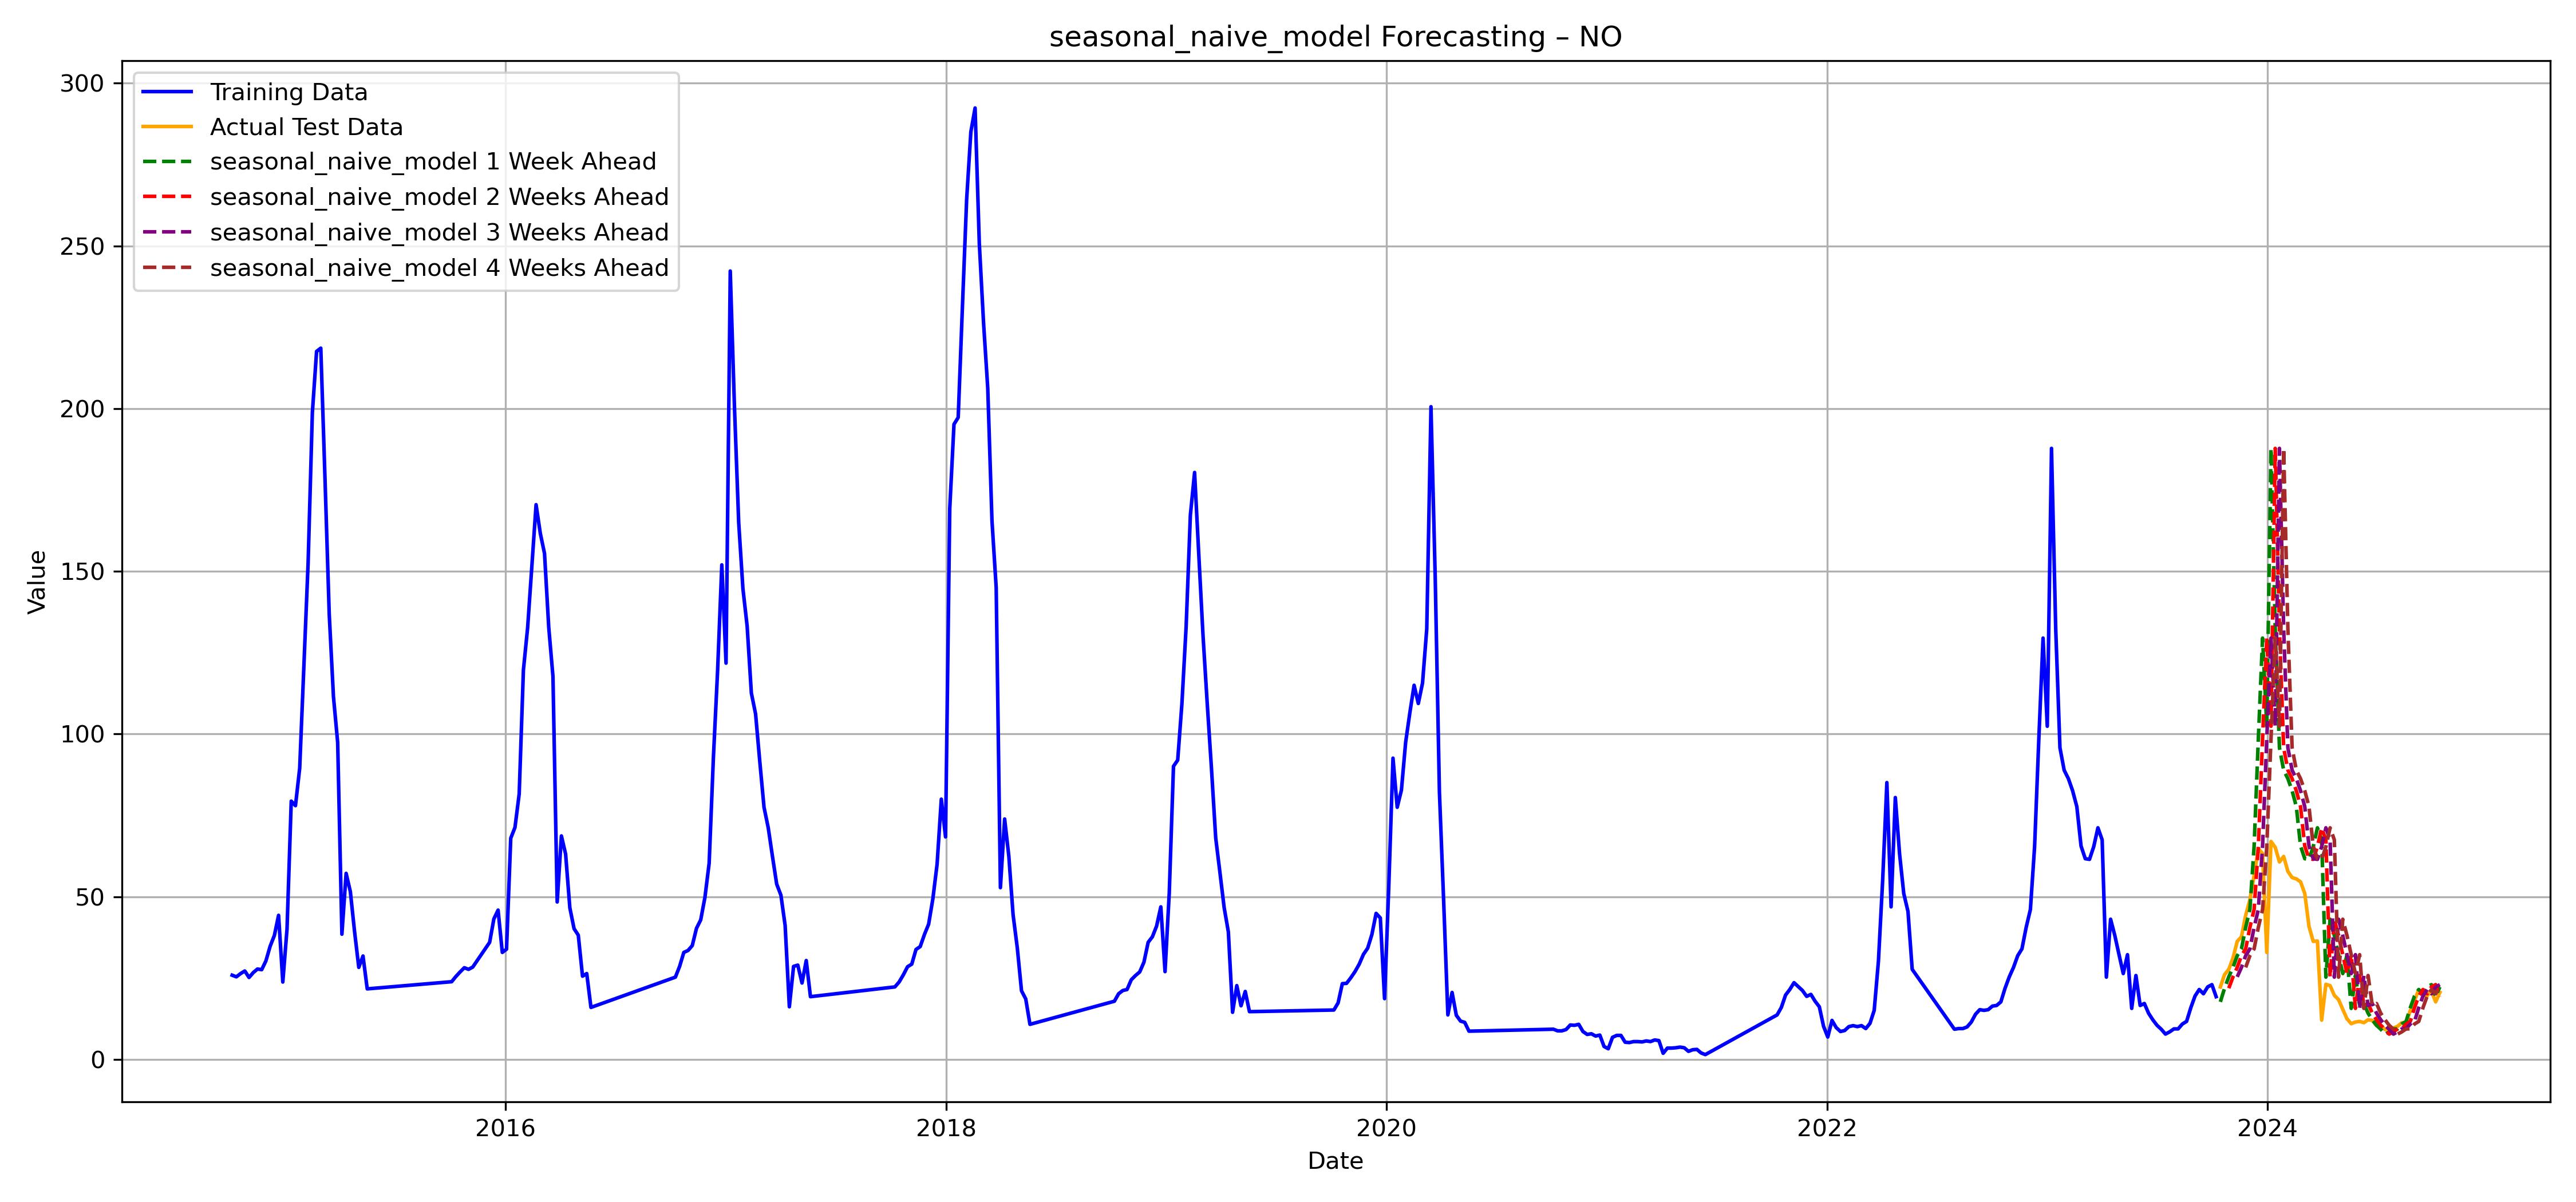 seasonal_naive_model Forecasting – NO
300
250
200
150
100
50
0
Value
Training Data
Actual Test Data
seasonal_naive_model 1 Week Ahead
seasonal_naive_model 2 Weeks Ahead
seasonal_naive_model 3 Weeks Ahead
seasonal_naive_model 4 Weeks Ahead
2016
2018
2020
2022
2024
Date